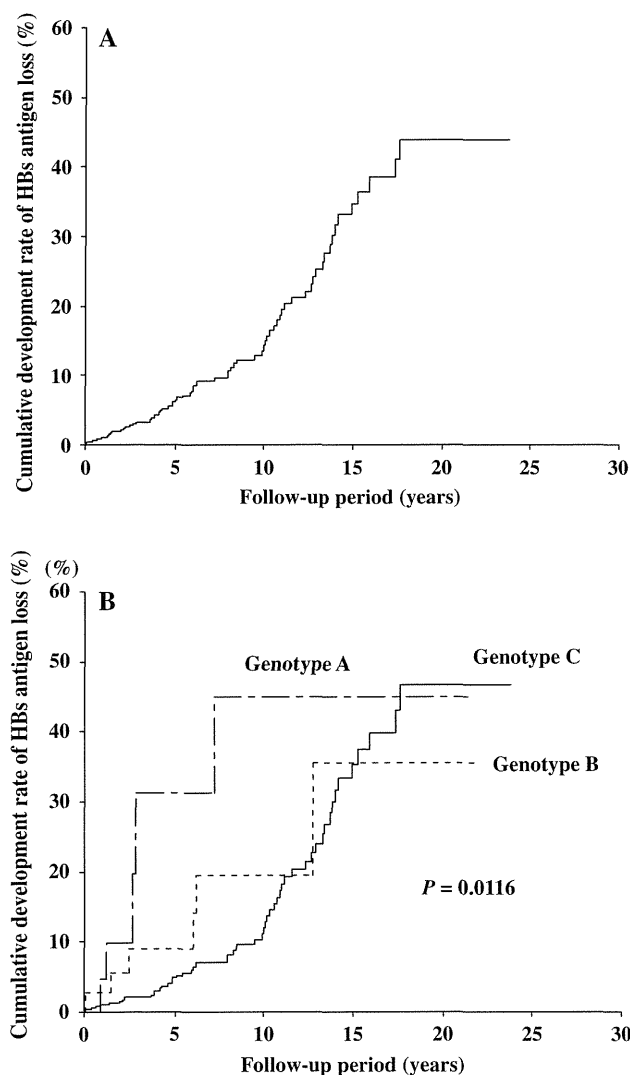 A
Cumulative development rate of HBs antigen loss (%)
60
50
40
30
20
10
0
0 5 10 15 20 25 30
Follow-up period (years)
(%)
B
Cumulative development rate of HBs antigen loss (%)
60
50
40
30
20
10
0
Genotype A
Genotype C
Genotype B
P = 0.0116
0 5 10 15 20 25 30
Follow-up period (years)